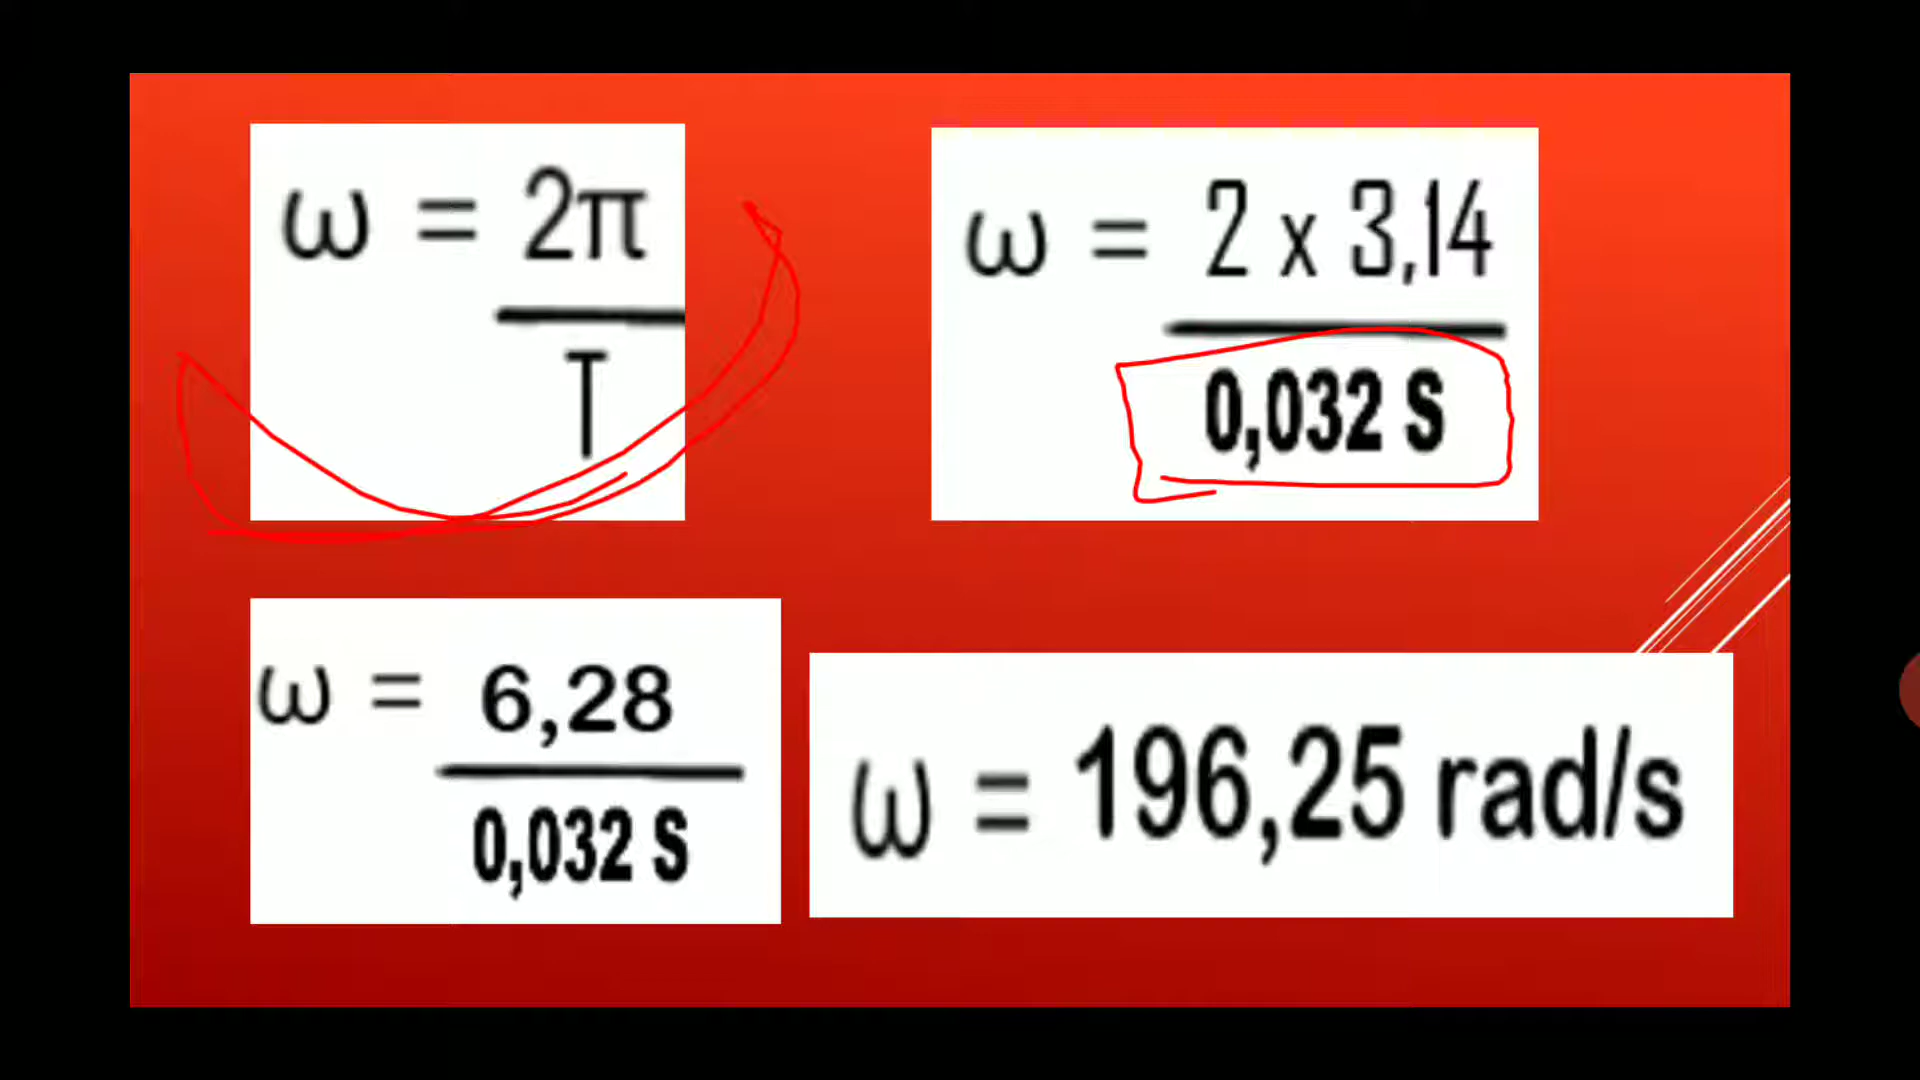 ω = 2π
T
ω = 2 x 3,14
0,032 S
ω = 6,28
0,032 S
ω = 196,25 rad/s